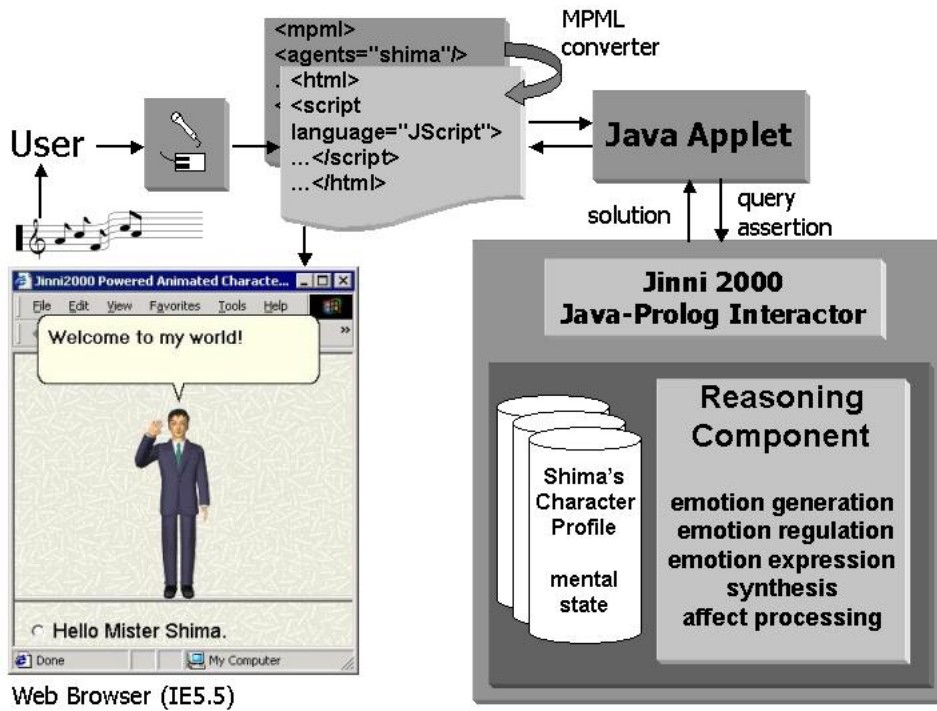 <mpml>
<agents="shima"/>
.
<
<html>
<script
language="JScript">
...</script>
...</html>
MPML
converter
User
Java Applet
solution
query
assertion
Jinni2000 Powered Animated Characte...
File Edit View Favorites Tools Help
»
Welcome to my world!
Hello Mister Shima.
Done
My Computer
Web Browser (IE5.5)
Jinni 2000
Java-Prolog Interactor
Shima's
Character
Profile
mental
state
Reasoning
Component
emotion generation
emotion regulation
emotion expression
synthesis
affect processing